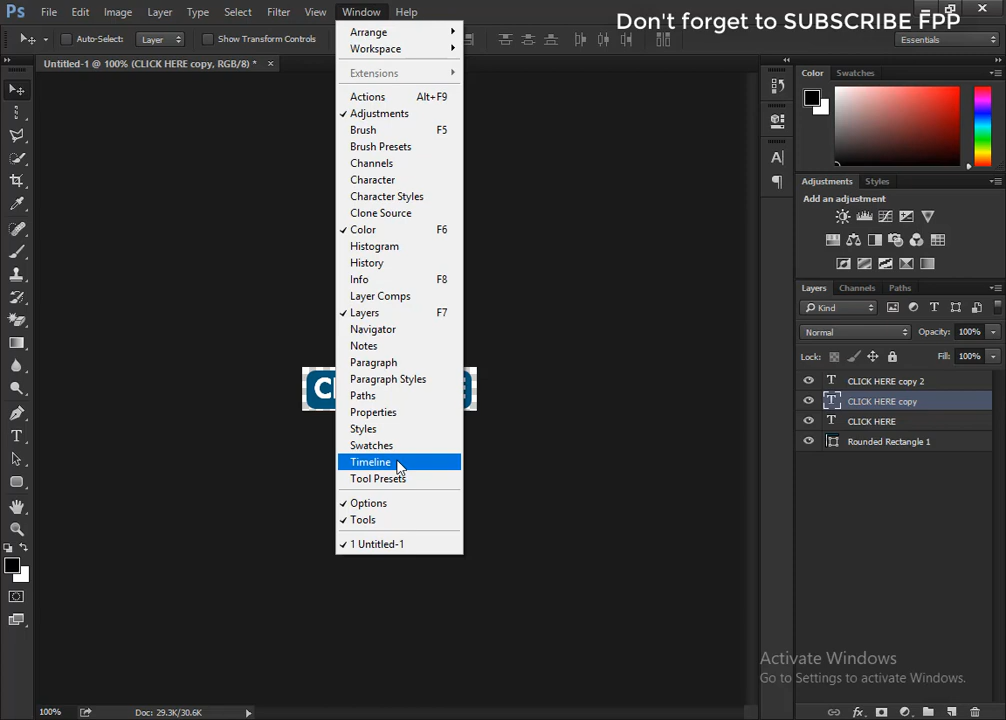 Ps File Edit Image Layer Type Select Filter View Window Help
Don't forget to SUBSCRIBE FPP
Auto-Select: Layer Show Transform Controls
Essentials
Untitled-1 @ 100% (CLICK HERE copy, RGB/8) *
Arrange
Workspace
Extensions
Actions Alt+F9
Adjustments
Brush F5
Brush Presets
Channels
Character
Character Styles
Clone Source
Color F6
Histogram
History
Info F8
Layer Comps
Layers F7
Navigator
Notes
Paragraph
Paragraph Styles
Paths
Properties
Styles
Swatches
Timeline
Tool Presets
Options
Tools
1 Untitled-1
Color Swatches
Adjustments Styles
Add an adjustment
Layers Channels Paths
Kind
Normal Opacity: 100%
Lock: Fill: 100%
CLICK HERE copy 2
CLICK HERE copy
CLICK HERE
Rounded Rectangle 1
Activate Windows
Go to Settings to activate Windows.
100% Doc: 29.3K/30.6K